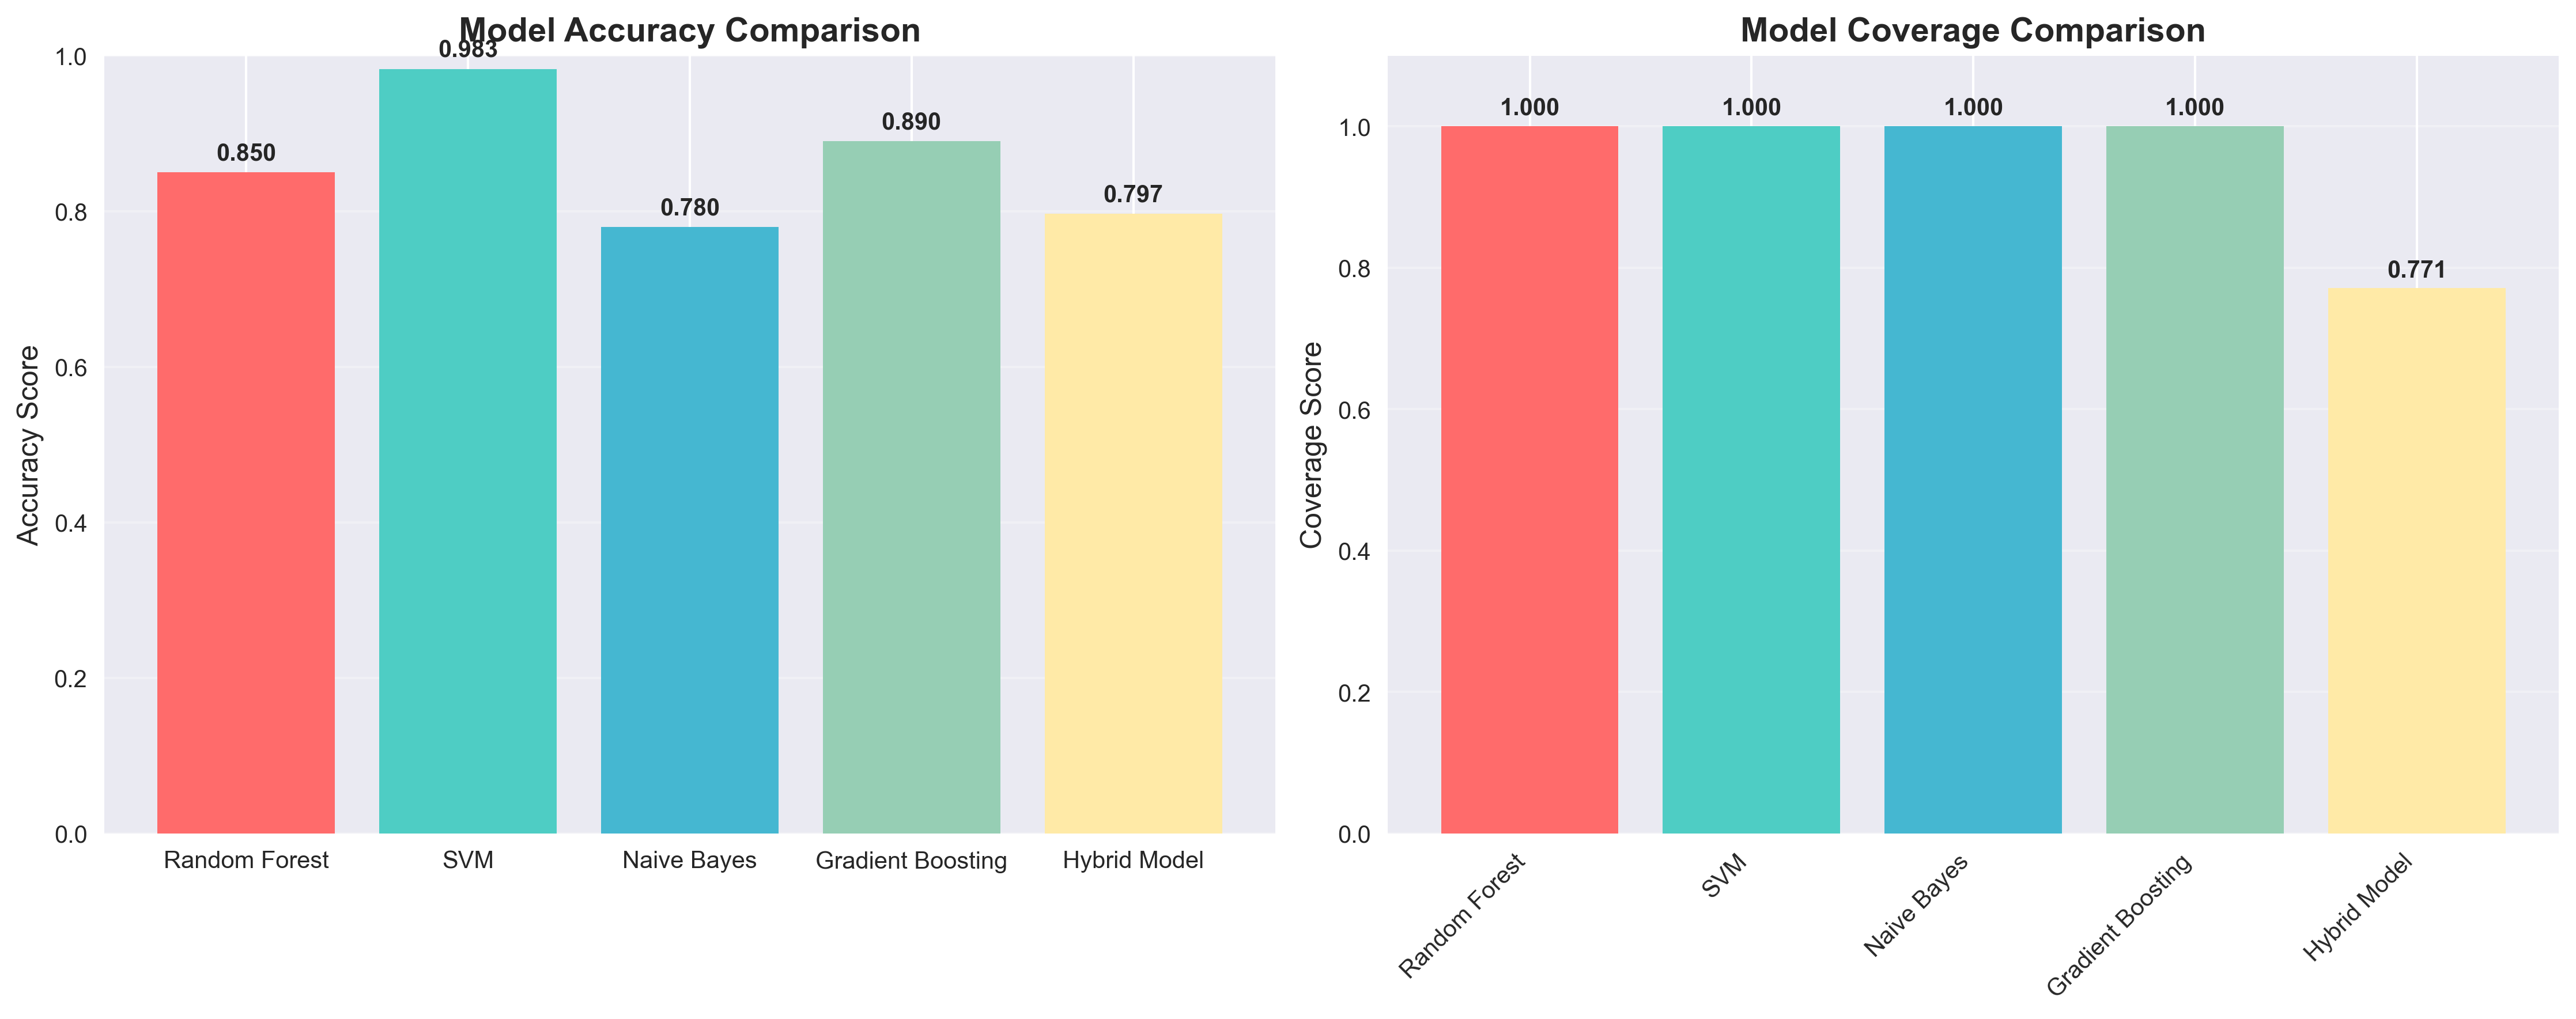 Model Accuracy Comparison
0.983
1.0
0.890
0.850
0.797
0.780
0.8
0.6
0.4
0.2
0.0
Accuracy Score
Random Forest
SVM
Naive Bayes
Gradient Boosting
Hybrid Model
Model Coverage Comparison
1.000
1.000
1.000
1.000
0.771
1.0
0.8
0.6
0.4
0.2
0.0
Coverage Score
Random Forest
SVM
Naive Bayes
Gradient Boosting
Hybrid Model